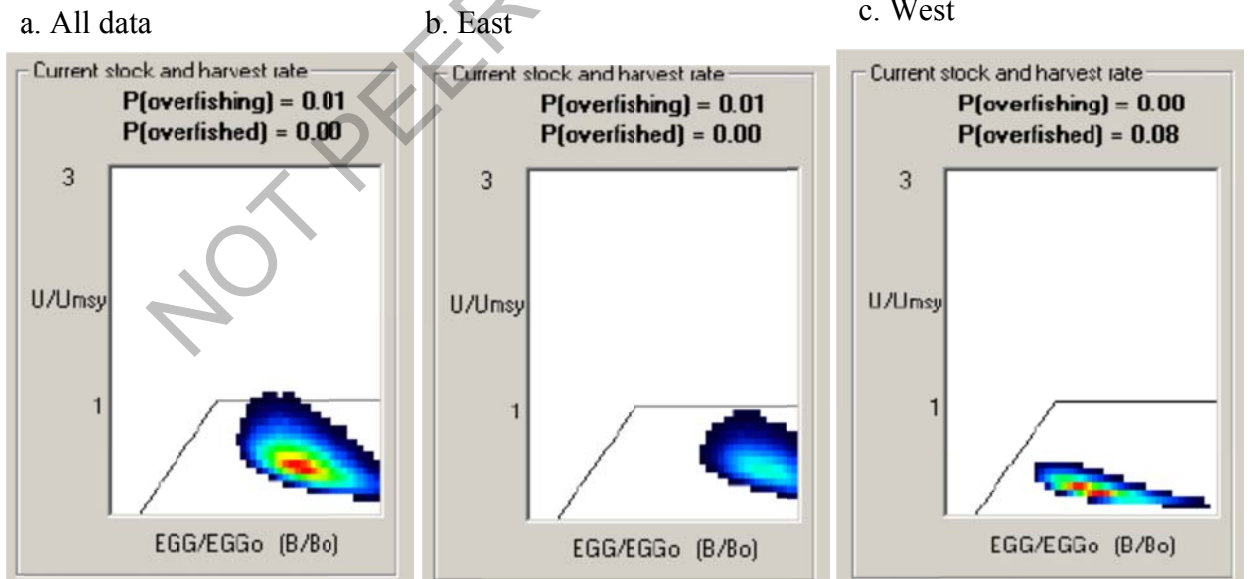 a. All data
Current stock and harvest rate
P(overfishing) = 0.01
P(overfished) = 0.00
3
U/Umsy
1
EGG/EGGo (B/Bo)
b. East
Current stock and harvest rate
P(overfishing) = 0.01
P(overfished) = 0.00
3
U/Umsy
1
EGG/EGGo (B/Bo)
c. West
Current stock and harvest rate
P(overfishing) = 0.00
P(overfished) = 0.08
3
U/Umsy
1
EGG/EGGo (B/Bo)
NOT PEER